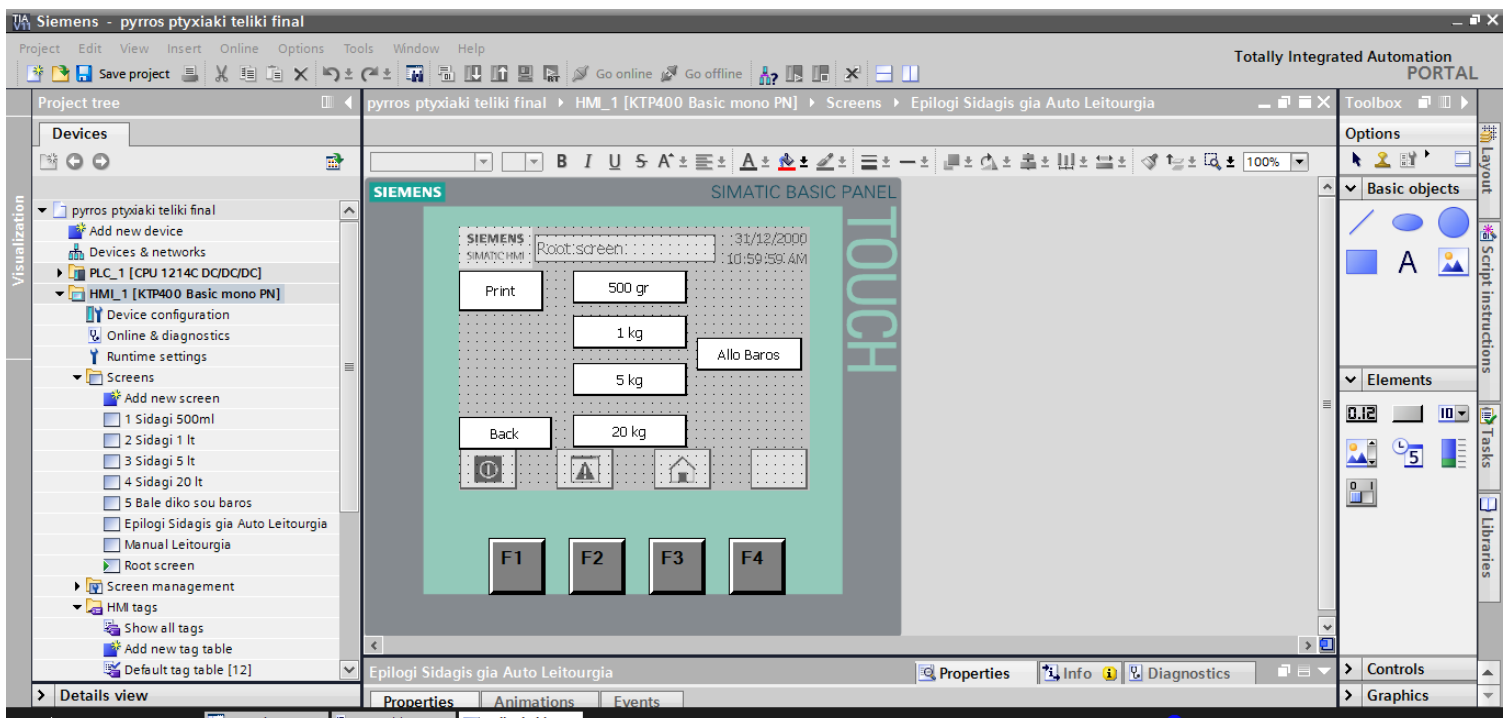 Siemens - pyrros ptyxiaki teliki final
Project Edit View Insert Online Options Tools Window Help
Totally Integrated Automation
PORTAL
Save project Go online Go offline
Project tree
pyrros ptyxiaki teliki final HMI_1 [KTP400 Basic mono PN] Screens Epilogi Sidagis gia Auto Leitourgia
Toolbox
Devices
Options
B I U S A A 100%
Visualization
pyrros ptyxiaki teliki final
Add new device
Devices & networks
PLC_1 [CPU 1214C DC/DC/DC]
HMI_1 [KTP400 Basic mono PN]
Device configuration
Online & diagnostics
Runtime settings
Screens
Add new screen
1 Sidagi 500ml
2 Sidagi 1 lt
3 Sidagi 5 lt
4 Sidagi 20 lt
5 Bale diko sou baros
Epilogi Sidagis gia Auto Leitourgia
Manual Leitourgia
Root screen
Screen management
HMI tags
Show all tags
Add new tag table
Default tag table [12]
Details view
SIEMENS
SIMATIC BASIC PANEL
TOUCH
SIEMENS
SIMATIC HMI
Root screen
31/12/2000
10:59:59 AM
Print
500 gr
1 kg
Allo Baros
5 kg
Back
20 kg
F1 F2 F3 F4
Epilogi Sidagis gia Auto Leitourgia
Properties Info Diagnostics
Properties Animations Events
Basic objects
A
Elements
0.12
10
5
0 1
Controls
Graphics
Layout
Script instructions
Tasks
Libraries